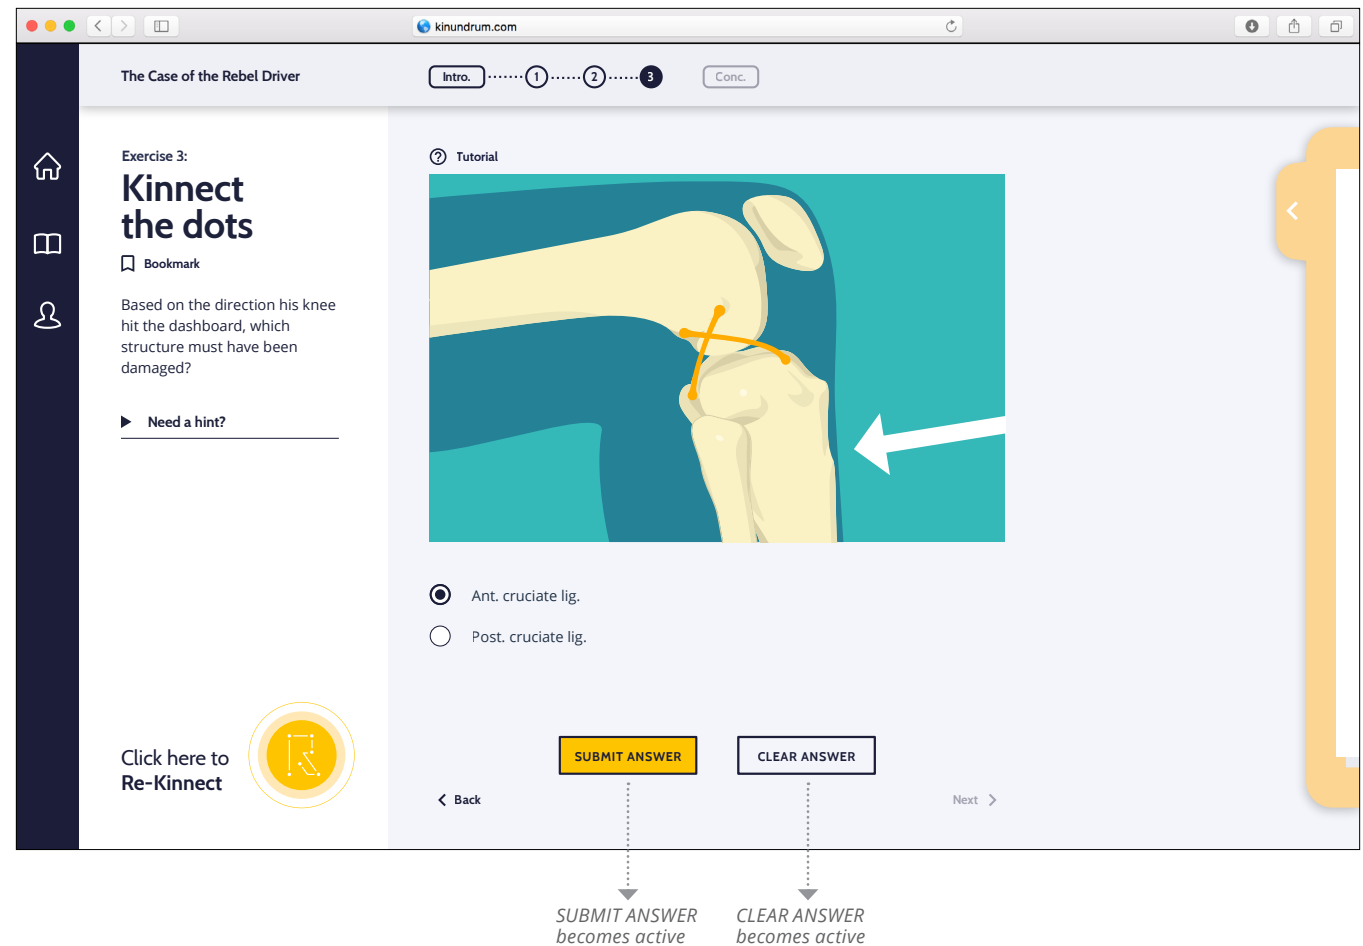 kinundrum.com
The Case of the Rebel Driver
Intro. 1 2 3 Conc.
Exercise 3:
Kinnect
the dots
Bookmark
Based on the direction his knee
hit the dashboard, which
structure must have been
damaged?
Need a hint?
Click here to
Re-Kinnect
R
Tutorial
Ant. cruciate lig.
Post. cruciate lig.
SUBMIT ANSWER CLEAR ANSWER
Back Next
SUBMIT ANSWER
becomes active
CLEAR ANSWER
becomes active